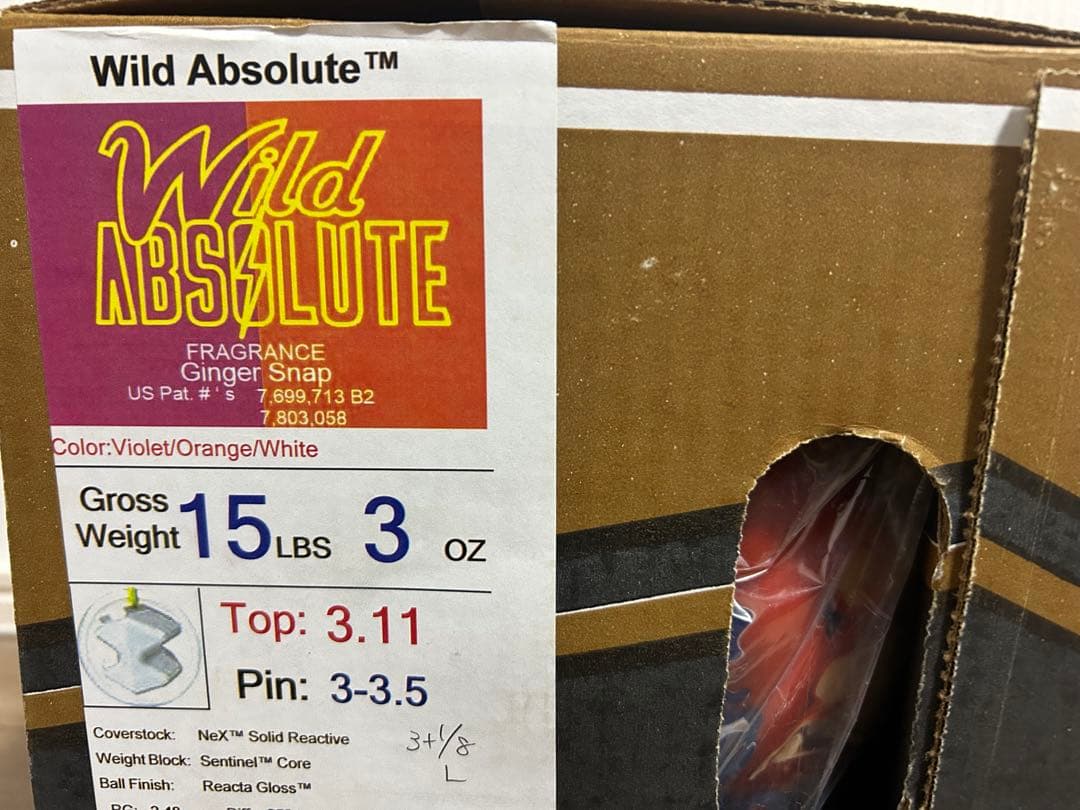 Wild Absolute™
Wild
ABSOLUTE
FRAGRANCE
Ginger Snap
US Pat. # ' s 7,699,713 B2
7,803,058
Color:Violet/Orange/White
Gross Weight 15 LBS 3 OZ
Top: 3.11
Pin: 3-3.5
Coverstock: NeX™ Solid Reactive
3+1/8
L
Weight Block: Sentinel™ Core
Ball Finish: Reacta Gloss™